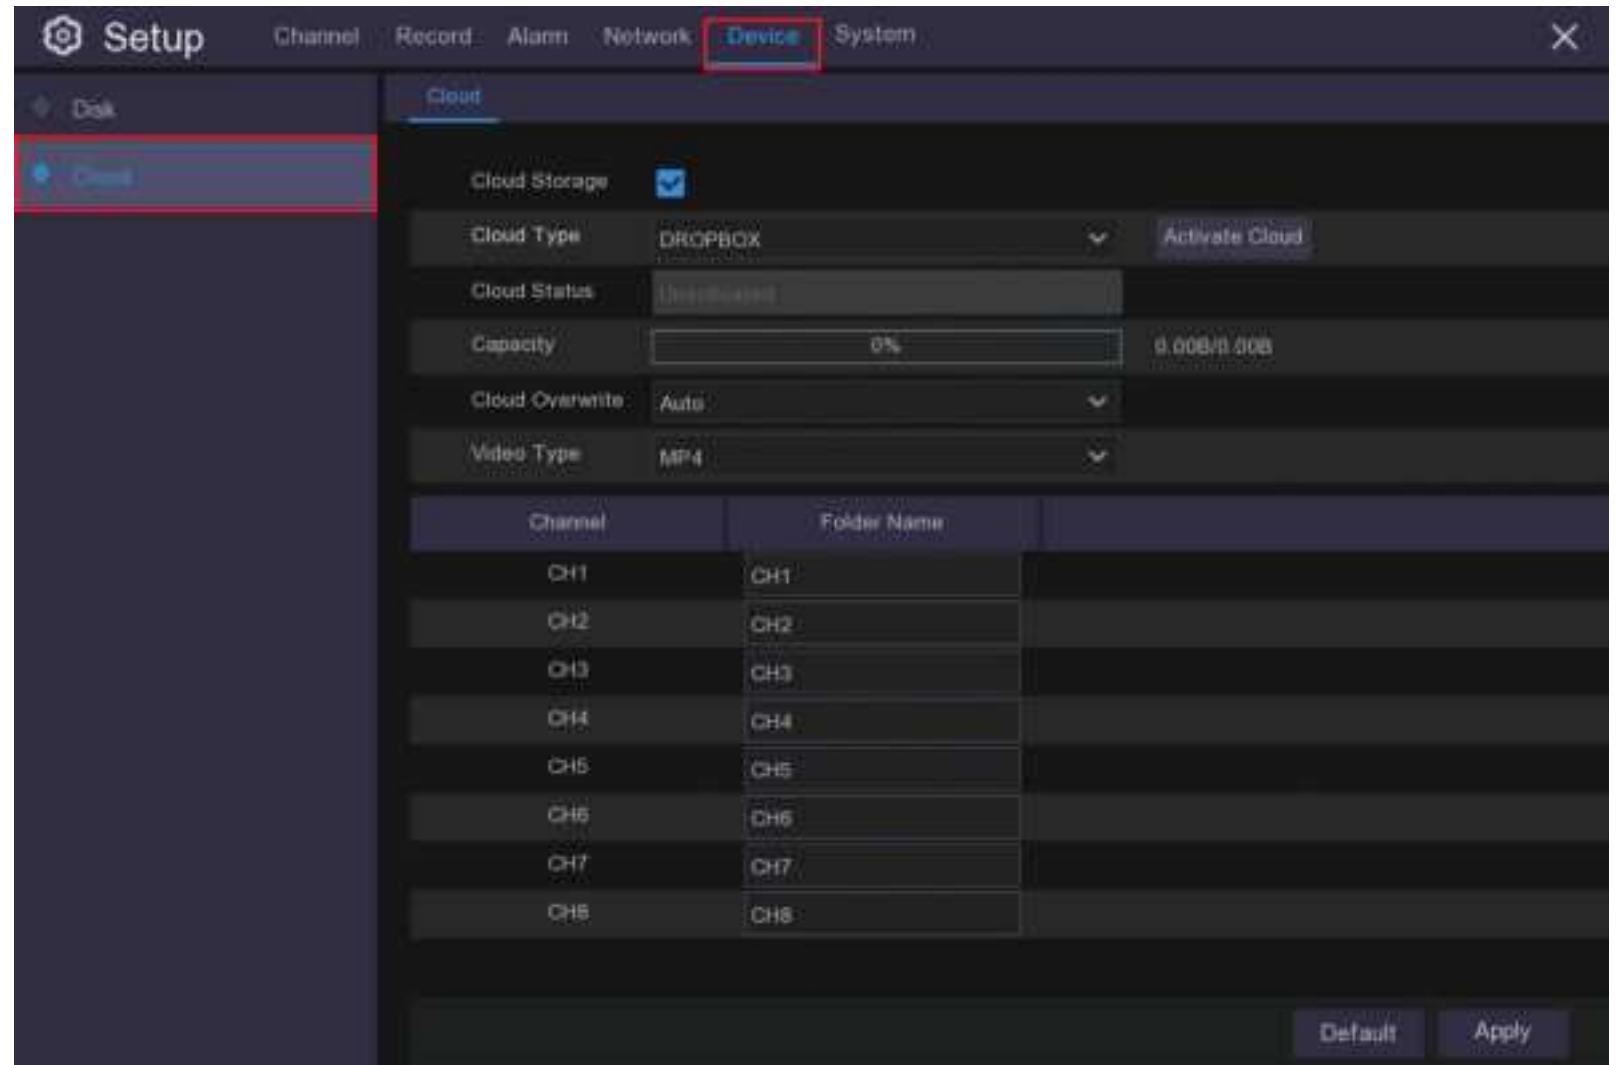 Setup Channel Record Alarm Network Device System
Disk
Cloud
Cloud
Cloud Storage
Cloud Type DROPBOX Activate Cloud
Cloud Status Unactivated
Capacity 0% 0.00B/0.00B
Cloud Overwrite Auto
Video Type MP4
Channel Folder Name
CH1 CH1
CH2 CH2
CH3 CH3
CH4 CH4
CH5 CH5
CH6 CH6
CH7 CH7
CH8 CH8
Default Apply